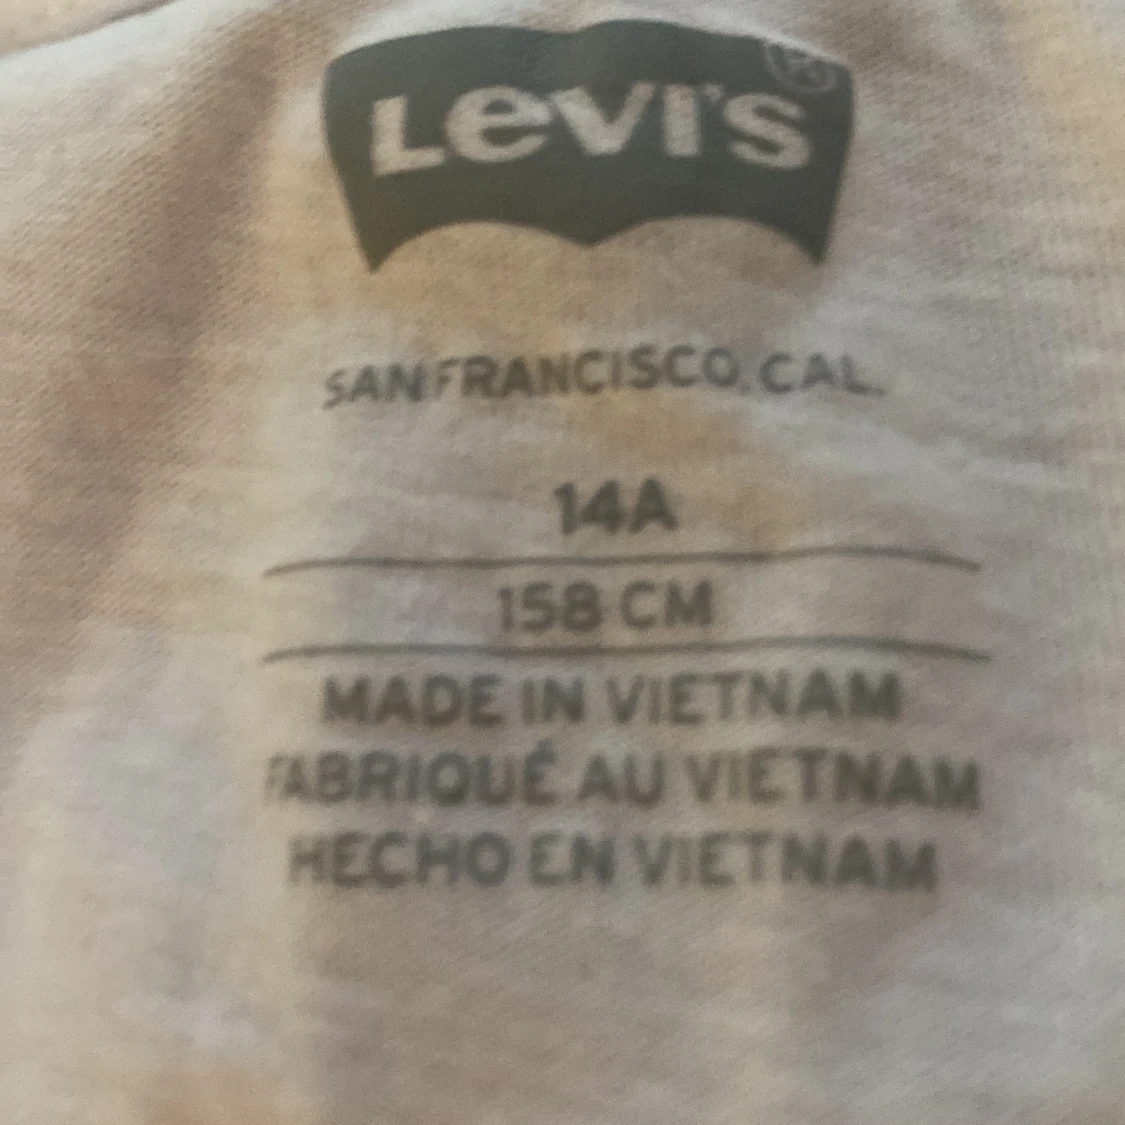 Levi's ®
SAN FRANCISCO, CAL.
14A
158 CM
MADE IN VIETNAM
FABRIQUÉ AU VIETNAM
HECHO EN VIETNAM